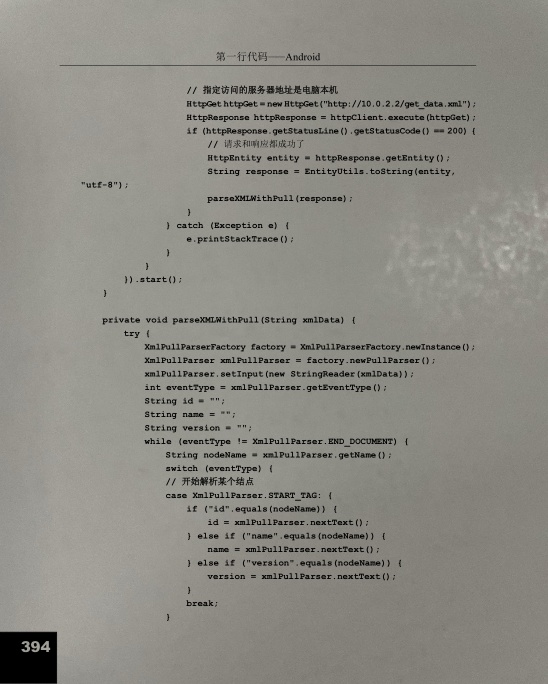 第一行代码——Android
// 指定访问的服务器地址是电脑本机
HttpGet httpGet = new HttpGet("http://10.0.2.2/get_data.xml");
HttpResponse httpResponse = httpClient.execute(httpGet);
if (httpResponse.getStatusLine().getStatusCode() == 200) {
// 请求和响应都成功了
HttpEntity entity = httpResponse.getEntity();
String response = EntityUtils.toString(entity,
"utf-8");
parseXMLWithPull(response);
}
} catch (Exception e) {
e.printStackTrace();
}
}
}).start();
}
private void parseXMLWithPull(String xmlData) {
try {
XmlPullParserFactory factory = XmlPullParserFactory.newInstance();
XmlPullParser xmlPullParser = factory.newPullParser();
xmlPullParser.setInput(new StringReader(xmlData));
int eventType = xmlPullParser.getEventType();
String id = "";
String name = "";
String version = "";
while (eventType != XmlPullParser.END_DOCUMENT) {
String nodeName = xmlPullParser.getName();
switch (eventType) {
// 开始解析某个结点
case XmlPullParser.START_TAG: {
if ("id".equals(nodeName)) {
id = xmlPullParser.nextText();
} else if ("name".equals(nodeName)) {
name = xmlPullParser.nextText();
} else if ("version".equals(nodeName)) {
version = xmlPullParser.nextText();
}
break;
}
394